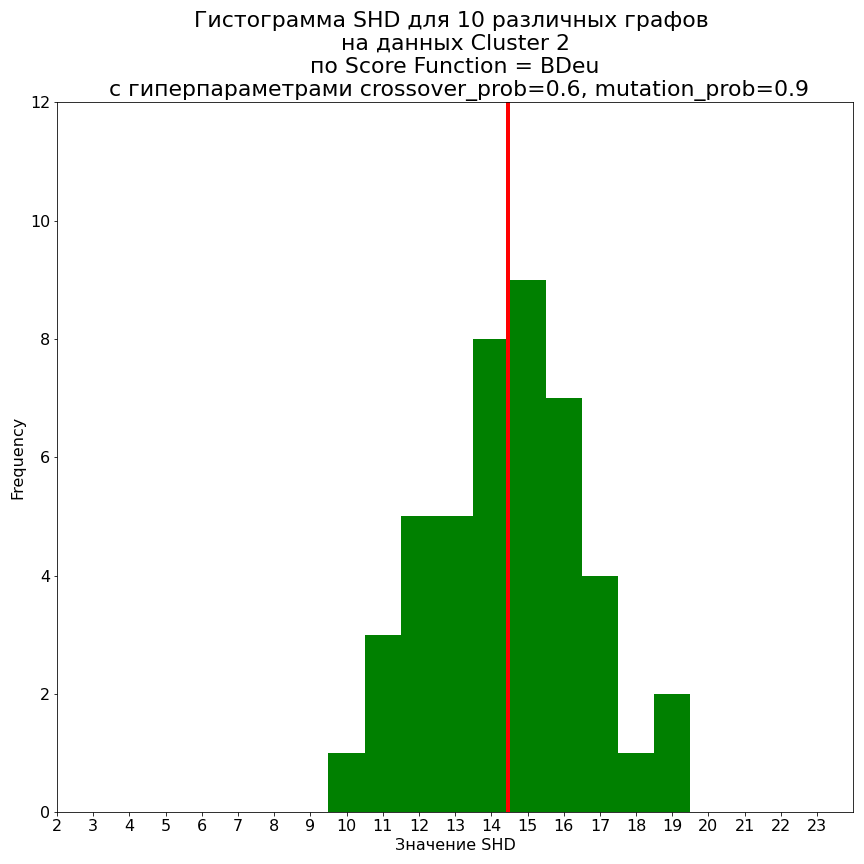 Гистограмма SHD для 10 различных графов
на данных Cluster 2
по Score Function = BDeu
с гиперпараметрами crossover_prob=0.6, mutation_prob=0.9
12
10
8
6
4
2
0
Frequency
2 3 4 5 6 7 8 9 10 11 12 13 14 15 16 17 18 19 20 21 22 23
Значение SHD